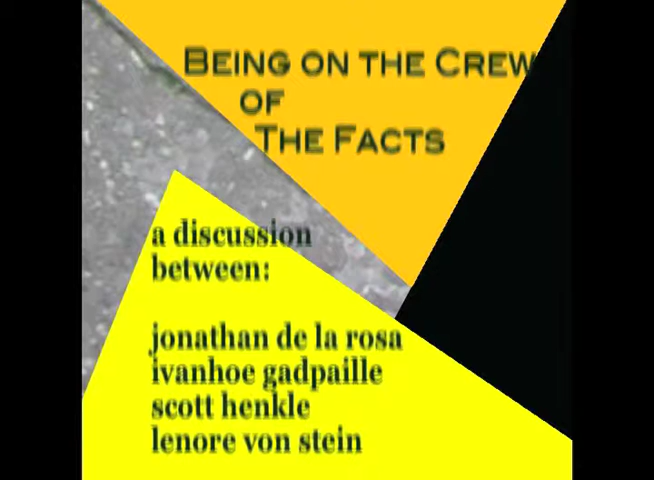 Being on the Crew
of
The Facts
a discussion
between:
jonathan de la rosa
ivanhoe gadpaille
scott henkle
lenore von stein